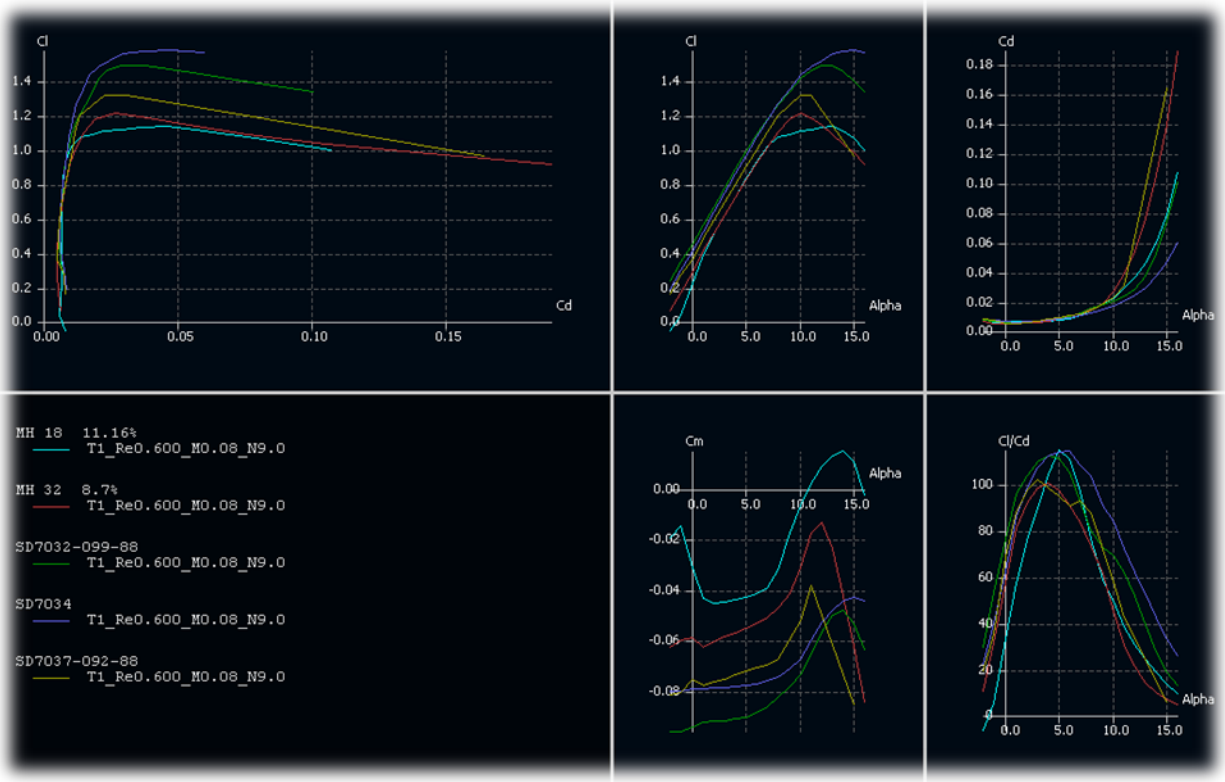 Cl
1.4
1.2
1.0
0.8
0.6
0.4
0.2
0.0
Cd
0.00 0.05 0.10 0.15
Cl
1.4
1.2
1.0
0.8
0.6
0.4
0.2
0.0
Alpha
0.0 5.0 10.0 15.0
Cd
0.18
0.16
0.14
0.12
0.10
0.08
0.06
0.04
0.02
0.00
Alpha
0.0 5.0 10.0 15.0
MH 18 11.16%
T1_Re0.600_M0.08_N9.0
MH 32 8.7%
T1_Re0.600_M0.08_N9.0
SD7032-099-88
T1_Re0.600_M0.08_N9.0
SD7034
T1_Re0.600_M0.08_N9.0
SD7037-092-88
T1_Re0.600_M0.08_N9.0
Cm
Alpha
0.00
5.0 10.0 15.0
-0.02
-0.04
-0.06
-0.08
Cl/Cd
100
80
60
40
20
0
Alpha
0.0 5.0 10.0 15.0